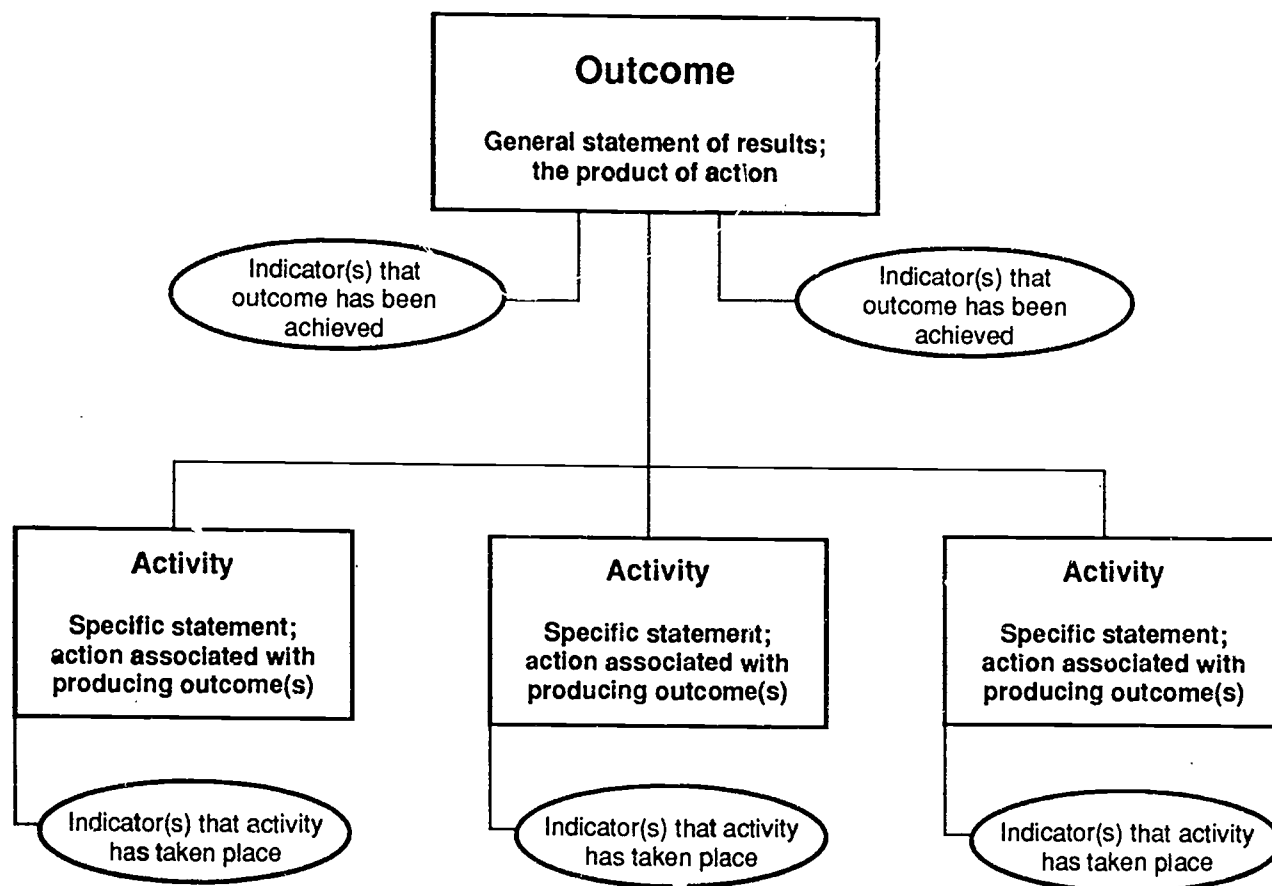 Outcome
General statement of results;
the product of action
Indicator(s) that
outcome has been
achieved
Indicator(s) that
outcome has been
achieved
Activity
Specific statement;
action associated with
producing outcome(s)
Activity
Specific statement;
action associated with
producing outcome(s)
Activity
Specific statement;
action associated with
producing outcome(s)
Indicator(s) that activity
has taken place
Indicator(s) that activity
has taken place
Indicator(s) that activity
has taken place